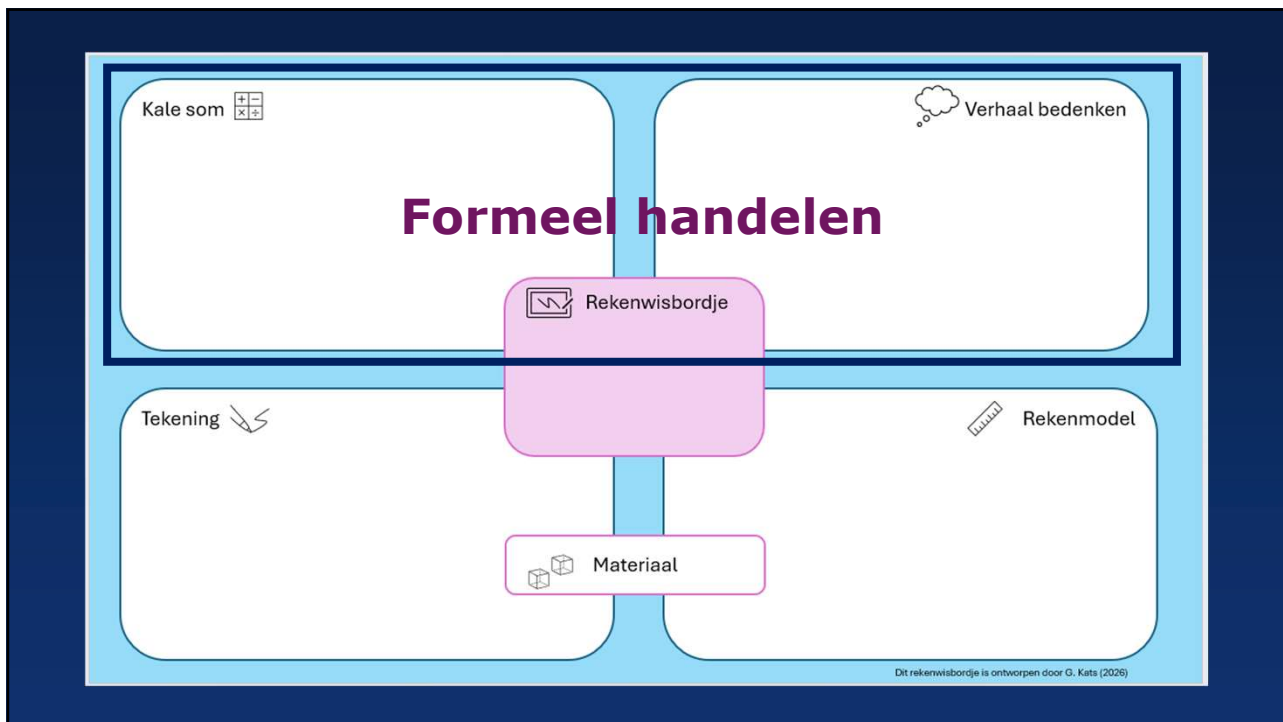 Kale som
Verhaal bedenken
Formeel handelen
Rekenwisbordje
Tekening
Rekenmodel
Materiaal
Dit rekenwisbordje is ontworpen door G. Kats (2026)